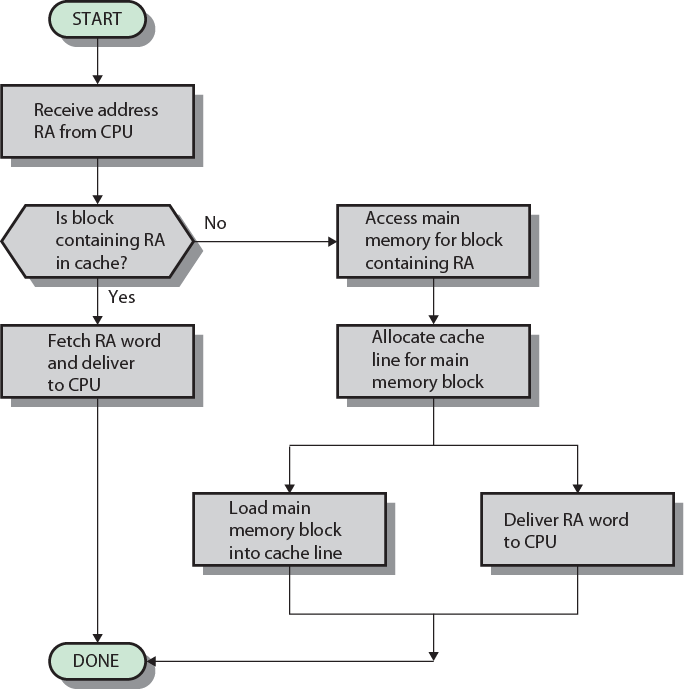 START
Receive address
RA from CPU
Is block
containing RA
in cache?
No
Access main
memory for block
containing RA
Yes
Fetch RA word
and deliver
to CPU
Allocate cache
line for main
memory block
Load main
memory block
into cache line
Deliver RA word
to CPU
DONE